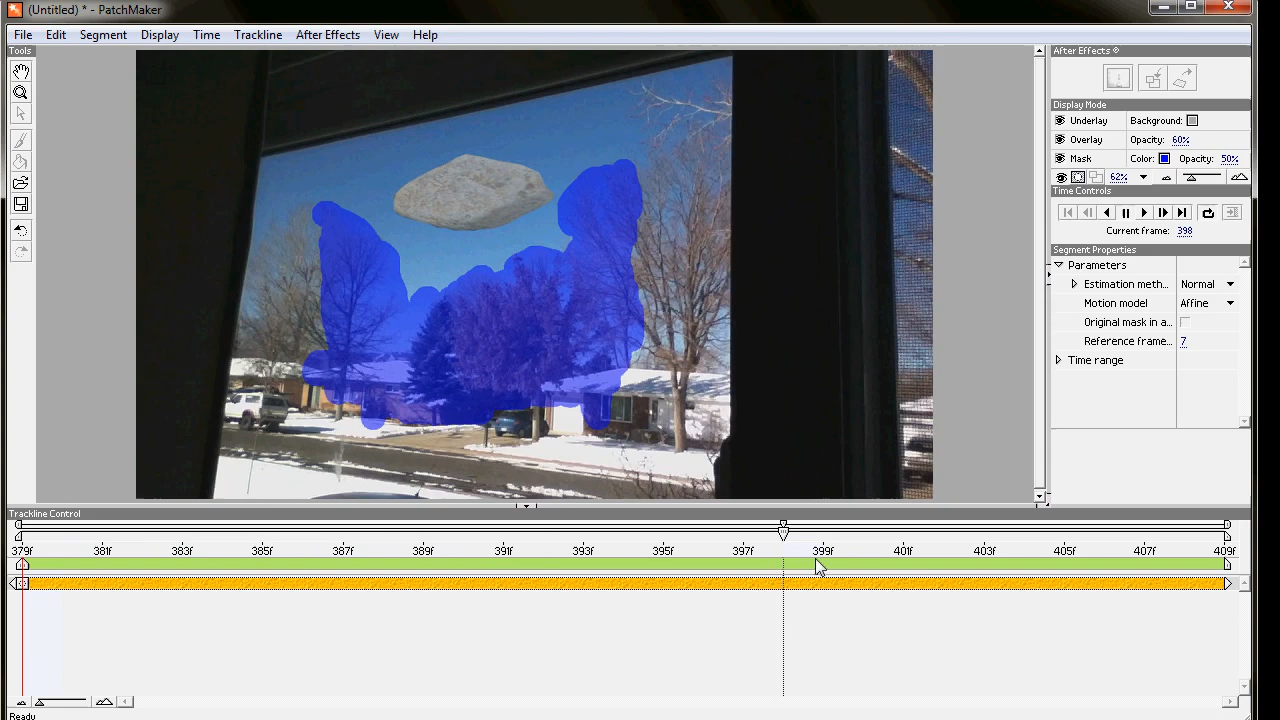 (Untitled) * - PatchMaker
File Edit Segment Display Time Trackline After Effects View Help
Tools
After Effects
Display Mode
Underlay Background:
Overlay Opacity: 60%
Mask Color: Opacity: 50%
62%
Time Controls
Current frame: 398
Segment Properties
Parameters
Estimation meth... Normal
Motion model Affine
Original mask in ...
Reference frame... 7
Time range
Trackline Control
379f 381f 383f 385f 387f 389f 391f 393f 395f 397f 399f 401f 403f 405f 407f 409f
Ready